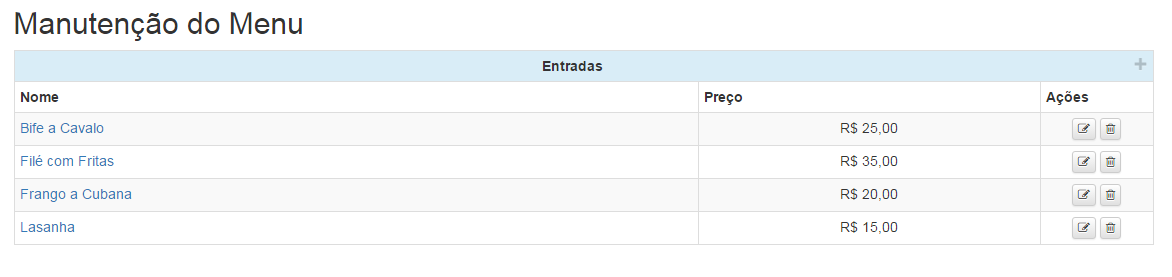 Manutenção do Menu
Entradas
Nome Preço Ações
Bife a Cavalo R$ 25,00
Filé com Fritas R$ 35,00
Frango a Cubana R$ 20,00
Lasanha R$ 15,00